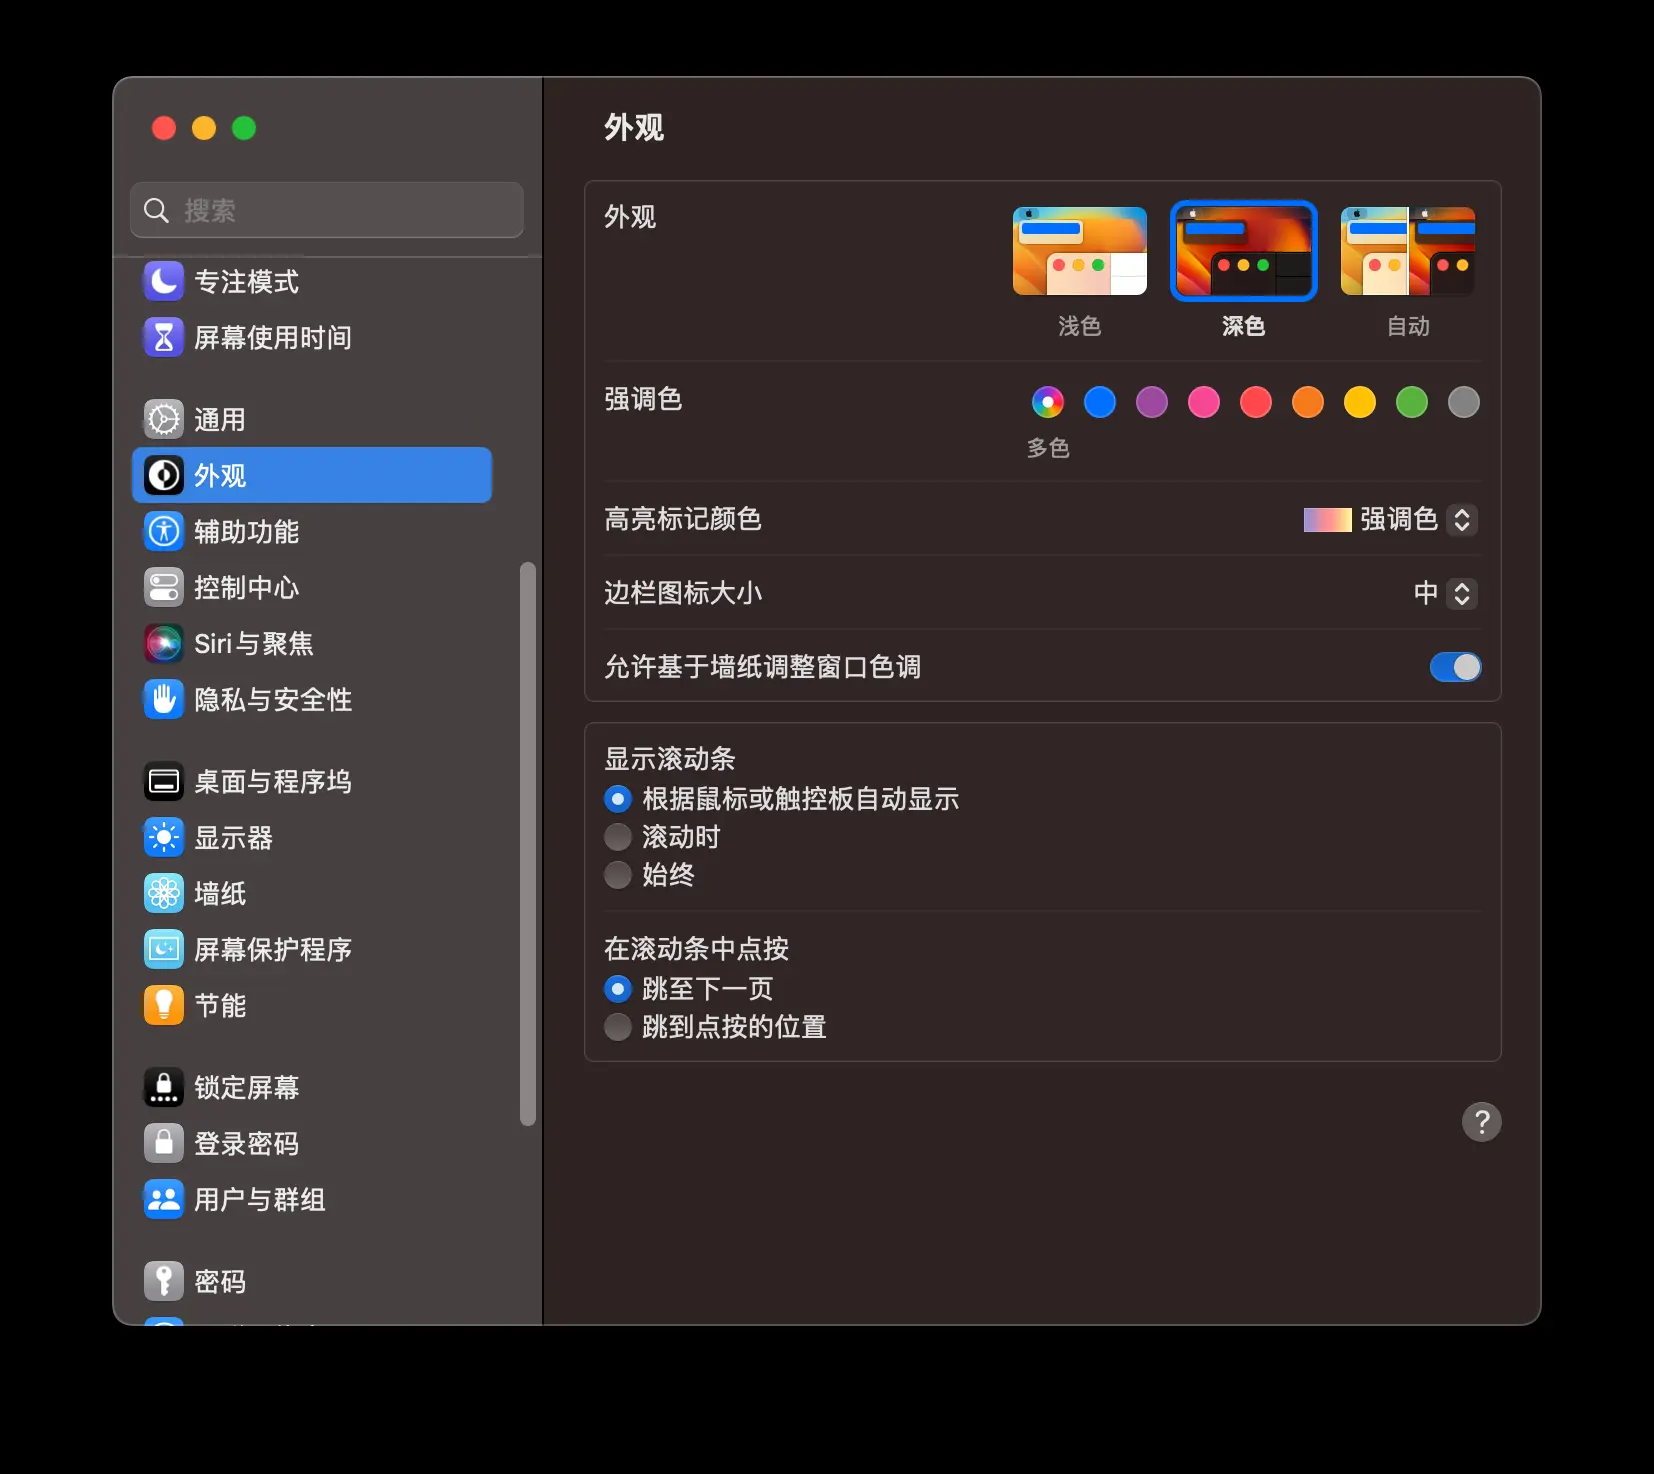 搜索
专注模式
屏幕使用时间
通用
外观
辅助功能
控制中心
Siri与聚焦
隐私与安全性
桌面与程序坞
显示器
墙纸
屏幕保护程序
节能
锁定屏幕
登录密码
用户与群组
密码
外观
外观
浅色
深色
自动
强调色
多色
高亮标记颜色
强调色
边栏图标大小
中
允许基于墙纸调整窗口色调
显示滚动条
根据鼠标或触控板自动显示
滚动时
始终
在滚动条中点按
跳至下一页
跳到点按的位置
?